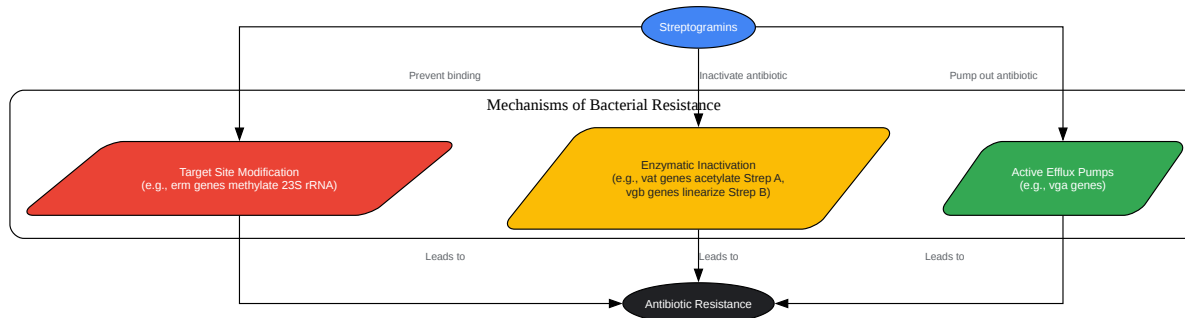 Streptogramins
Prevent binding
Inactivate antibiotic
Pump out antibiotic
Mechanisms of Bacterial Resistance
Target Site Modification
(e.g., erm genes methylate 23S rRNA)
Enzymatic Inactivation
(e.g., vat genes acetylate Strep A,
vgb genes linearize Strep B)
Active Efflux Pumps
(e.g., vga genes)
Leads to
Leads to
Leads to
Antibiotic Resistance